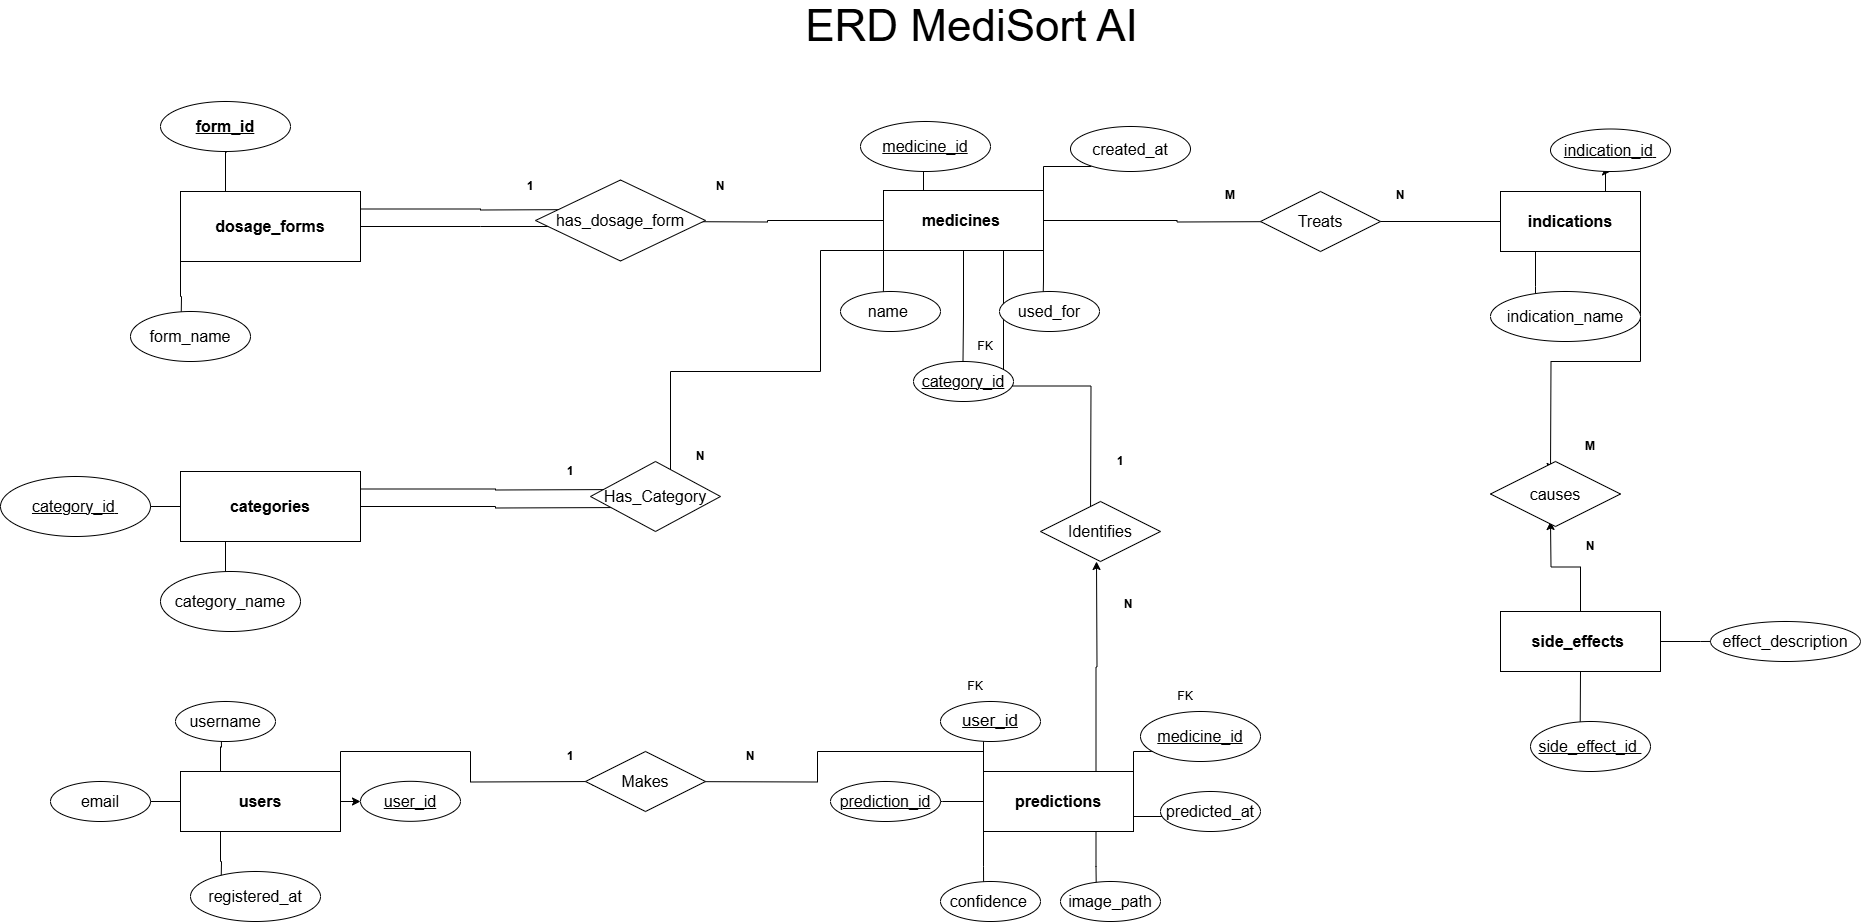 ERD MediSort AI
form_id
medicine_id
created_at
indication_id
1
N
M
N
dosage_forms
has_dosage_form
medicines
Treats
indications
name
used_for
indication_name
form_name
FK
category_id
1
N
1
M
category_id
categories
Has_Category
causes
Identifies
N
category_name
N
side_effects
effect_description
FK
FK
username
user_id
medicine_id
side_effect_id
1
N
Makes
email
users
user_id
prediction_id
predictions
predicted_at
registered_at
confidence
image_path